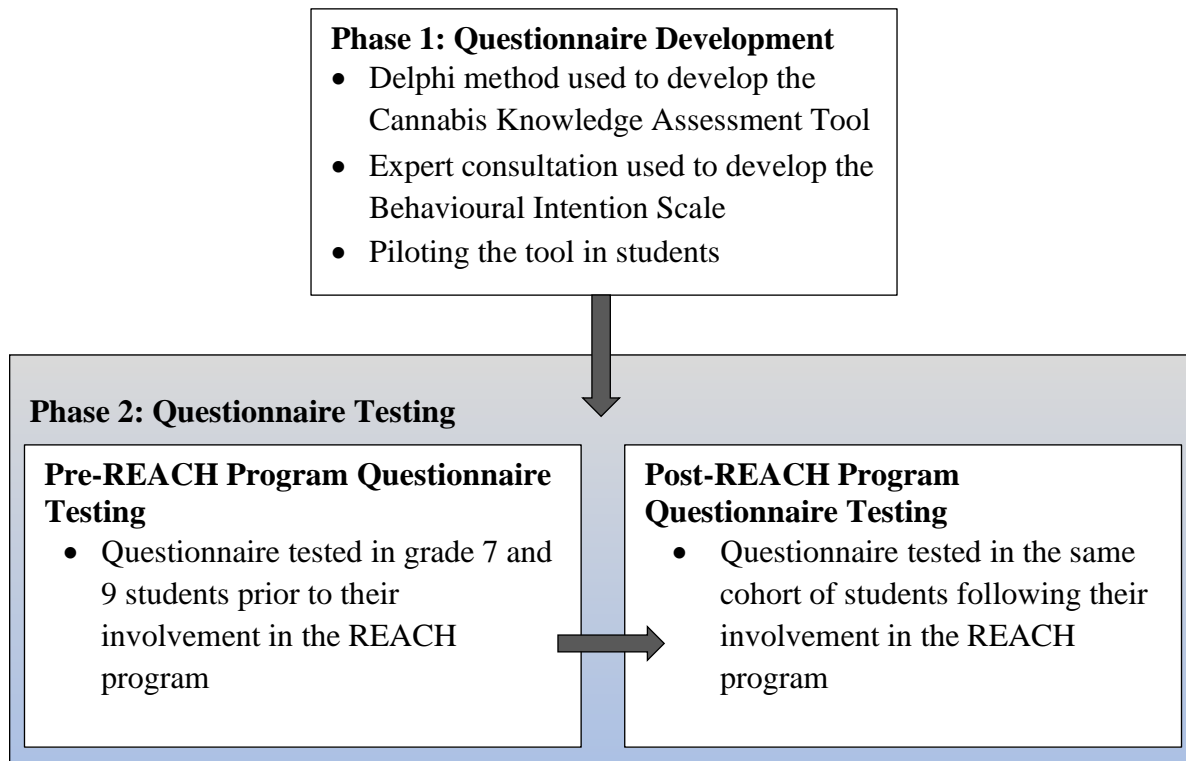 Phase 1: Questionnaire Development
• Delphi method used to develop the
Cannabis Knowledge Assessment Tool
• Expert consultation used to develop the
Behavioural Intention Scale
• Piloting the tool in students
Phase 2: Questionnaire Testing
Pre-REACH Program Questionnaire
Testing
• Questionnaire tested in grade 7 and
9 students prior to their
involvement in the REACH
program
Post-REACH Program
Questionnaire Testing
• Questionnaire tested in the same
cohort of students following their
involvement in the REACH
program